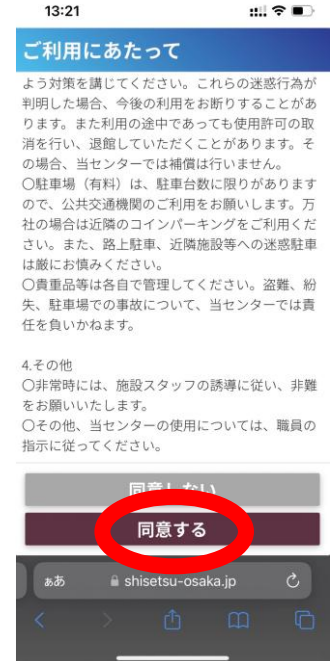 13:21
ご利用にあたって
よう対策を講じてください。これらの迷惑行為が
判明した場合、今後の利用をお断りすることがあ
ります。また利用の途中であっても使用許可の取
消を行い、退館していただくことがあります。そ
の場合、当センターでは補償は行いません。
〇駐車場（有料）は、駐車台数に限りがあります
ので、公共交通機関のご利用をお願いします。万
社の場合は近隣のコインパーキングをご利用くだ
さい。また、路上駐車、近隣施設等への迷惑駐車
は厳にお慎みください。
〇貴重品等は各自で管理してください。盗難、紛
失、駐車場での事故について、当センターでは責
任を負いかねます。
4.その他
〇非常時には、施設スタッフの誘導に従い、非難
をお願いいたします。
〇その他、当センターの使用については、職員の
指示に従ってください。
同意しない
同意する
ぁあ
shisetsu-osaka.jp